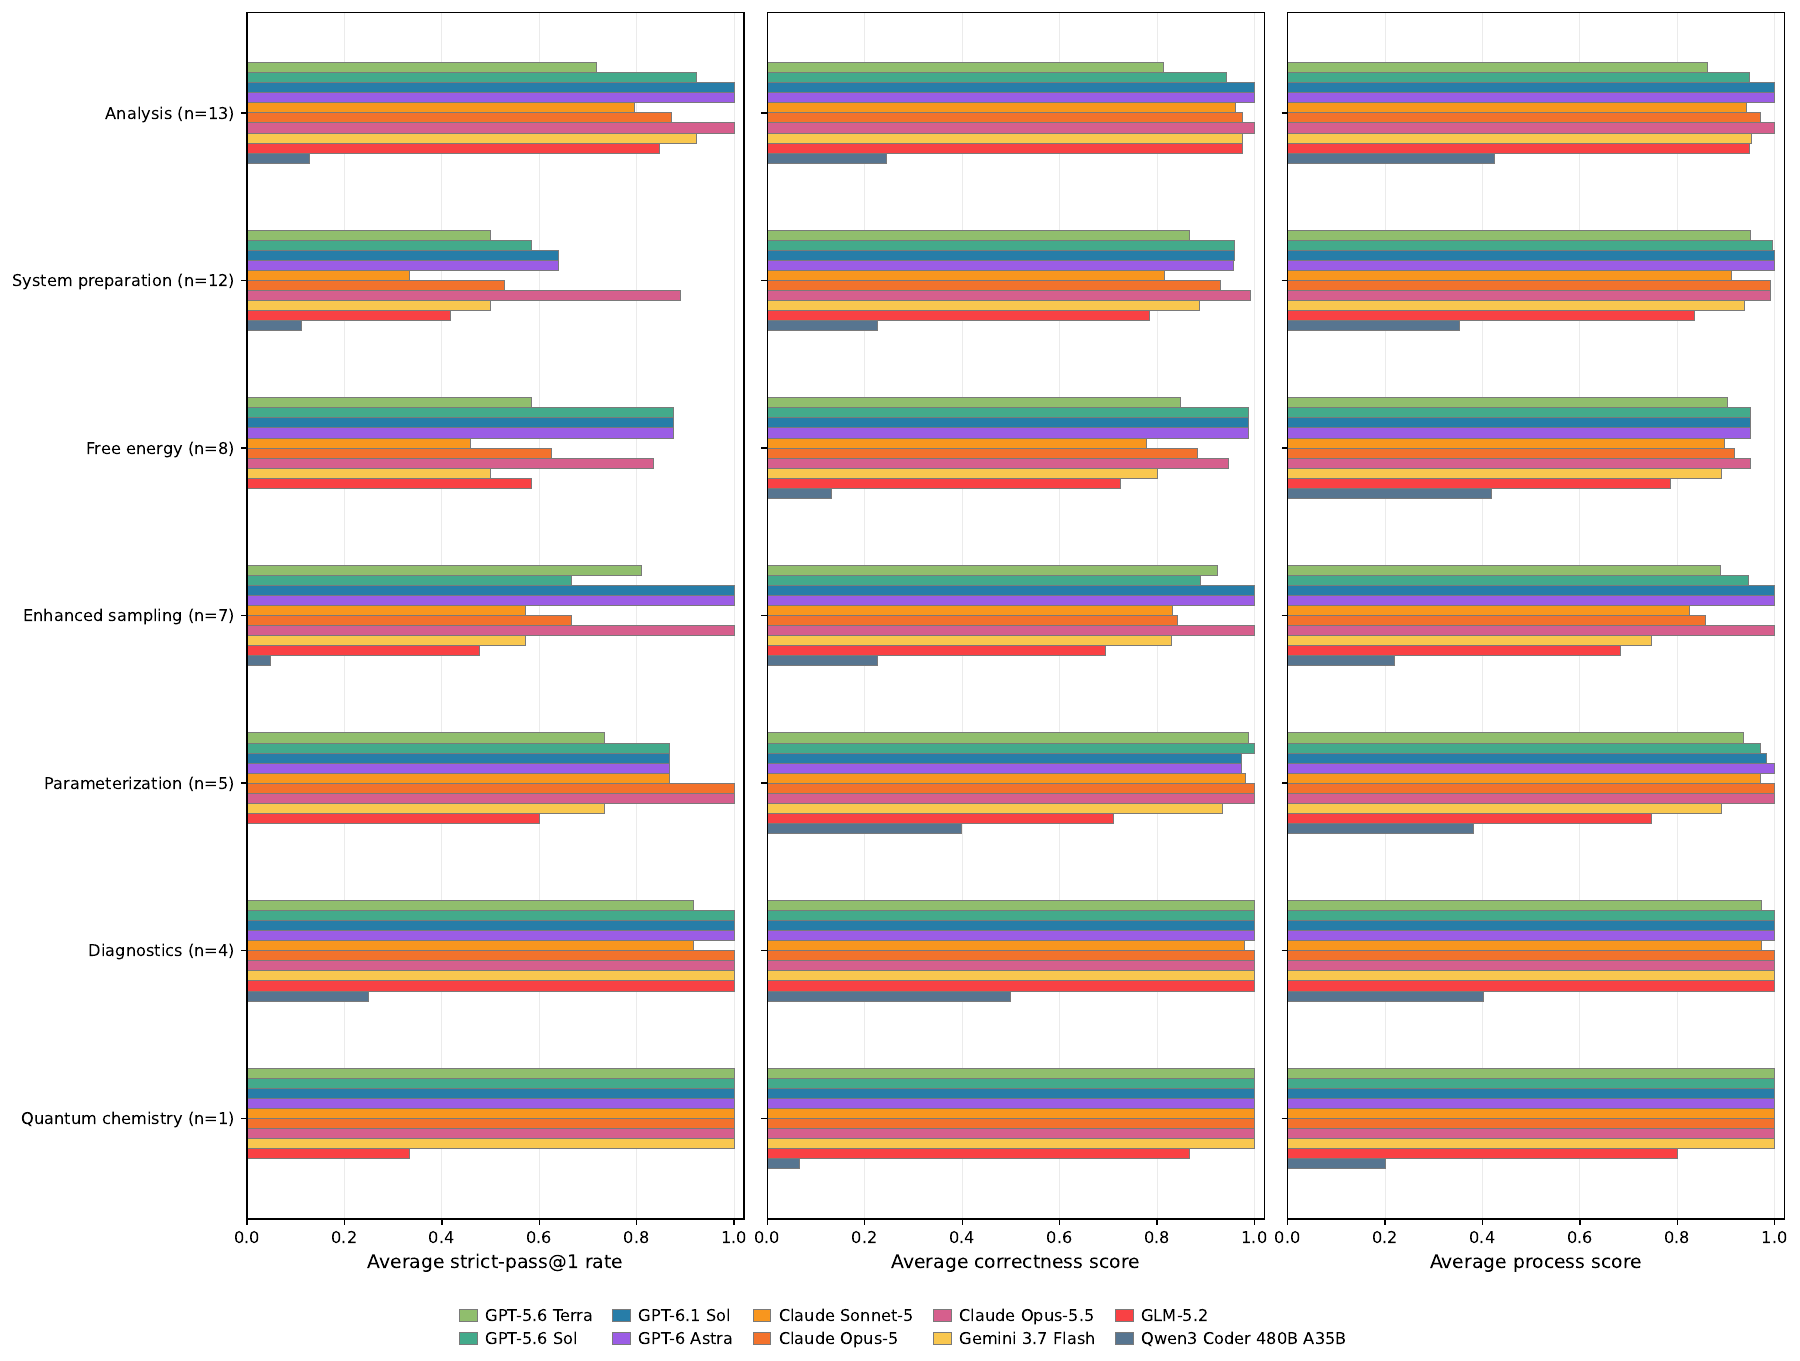 Analysis (n=13)
System preparation (n=12)
Free energy (n=8)
Enhanced sampling (n=7)
Parameterization (n=5)
Diagnostics (n=4)
Quantum chemistry (n=1)
0.0 0.2 0.4 0.6 0.8 1.0
Average strict-pass@1 rate
0.0 0.2 0.4 0.6 0.8 1.0
Average correctness score
0.0 0.2 0.4 0.6 0.8 1.0
Average process score
GPT-5.6 Terra
GPT-5.6 Sol
GPT-6.1 Sol
GPT-6 Astra
Claude Sonnet-5
Claude Opus-5
Claude Opus-5.5
Gemini 3.7 Flash
GLM-5.2
Qwen3 Coder 480B A35B